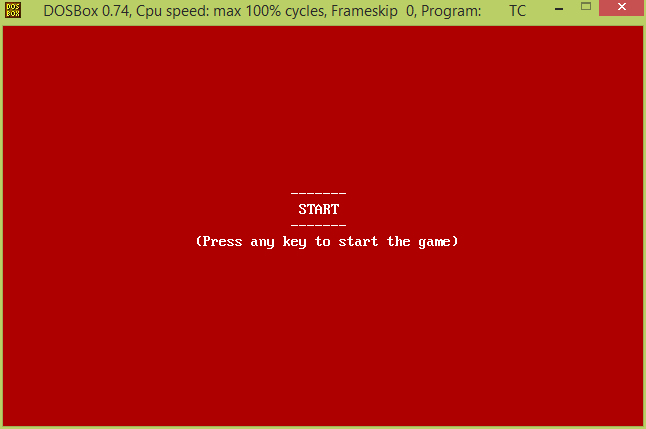 DOS
BOX
DOSBox 0.74, Cpu speed: max 100% cycles, Frameskip 0, Program: TC
-------
START
-------
(Press any key to start the game)